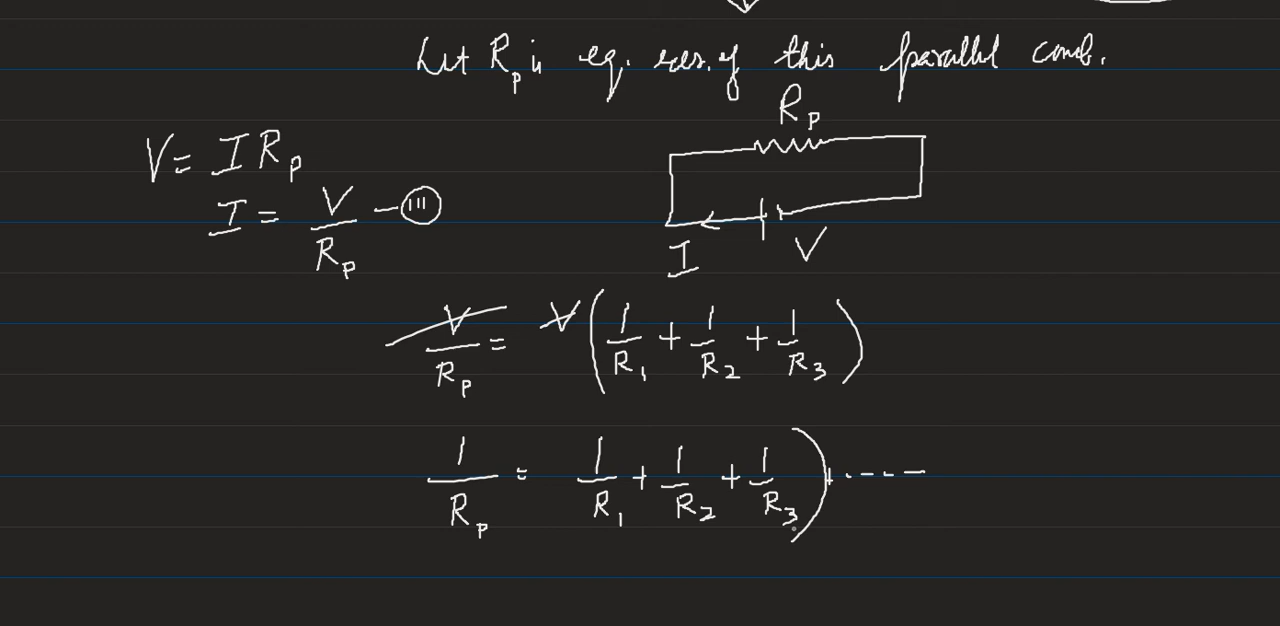 Let Rₚ is eq. res. of this parallel comb.
Rₚ
V = I Rₚ
I = V/Rₚ — (III)
I
V
V/Rₚ = V(1/R₁ + 1/R₂ + 1/R₃)
1/Rₚ = 1/R₁ + 1/R₂ + 1/R₃) + ----